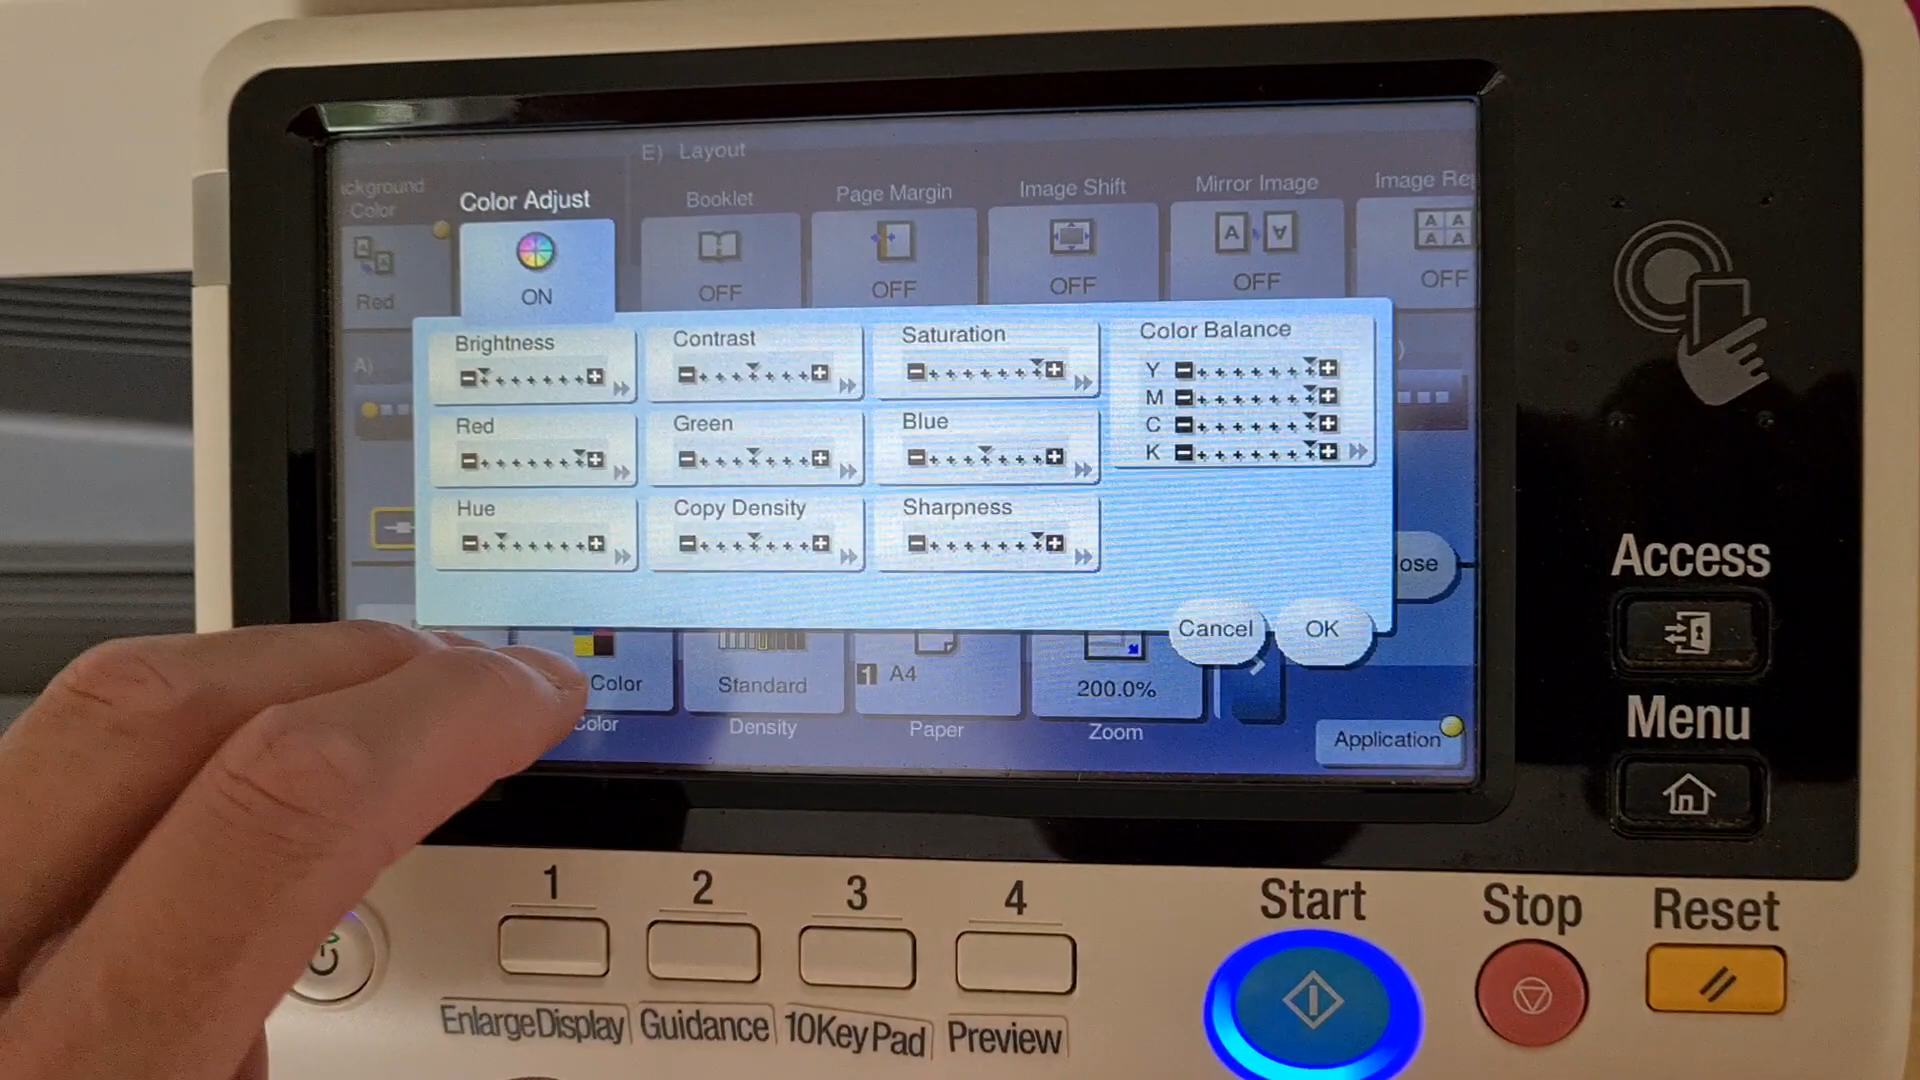 E) Layout
Color
Color Adjust
Booklet
Page Margin
Image Shift
Mirror Image
Image Re
Red
ON
OFF
OFF
OFF
OFF
OFF
A)
Brightness
Contrast
Saturation
Color Balance
Y
M
C
K
Red
Green
Blue
Hue
Copy Density
Sharpness
ose
Cancel
OK
Color
Standard
1 A4
200.0%
Color
Density
Paper
Zoom
Application
Access
Menu
1
2
3
4
Start
Stop
Reset
EnlargeDisplay
Guidance
10KeyPad
Preview